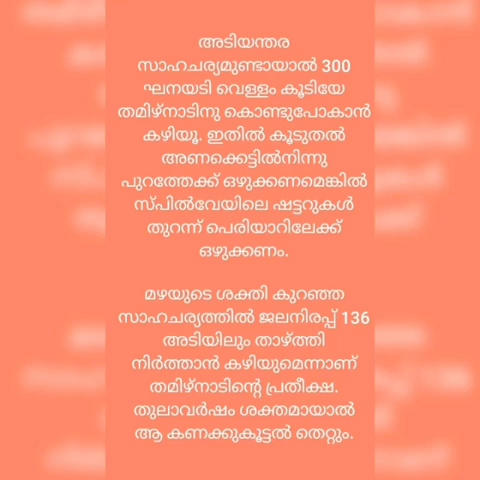 അടിയന്തര
സാഹചര്യമുണ്ടായാൽ 300
ഘനയടി വെള്ളം കൂടിയേ
തമിഴ്നാടിനു കൊണ്ടുപോകാൻ
കഴിയൂ. ഇതിൽ കൂടുതൽ
അണക്കെട്ടിൽനിന്നു
പുറത്തേക്ക് ഒഴുക്കണമെങ്കിൽ
സ്പിൽവേയിലെ ഷട്ടറുകൾ
തുറന്ന് പെരിയാറിലേക്ക്
ഒഴുക്കണം.
മഴയുടെ ശക്തി കുറഞ്ഞ
സാഹചര്യത്തിൽ ജലനിരപ്പ് 136
അടിയിലും താഴ്ത്തി
നിർത്താൻ കഴിയുമെന്നാണ്
തമിഴ്നാടിന്റെ പ്രതീക്ഷ.
തുലാവർഷം ശക്തമായാൽ
ആ കണക്കുകൂട്ടൽ തെറ്റും.